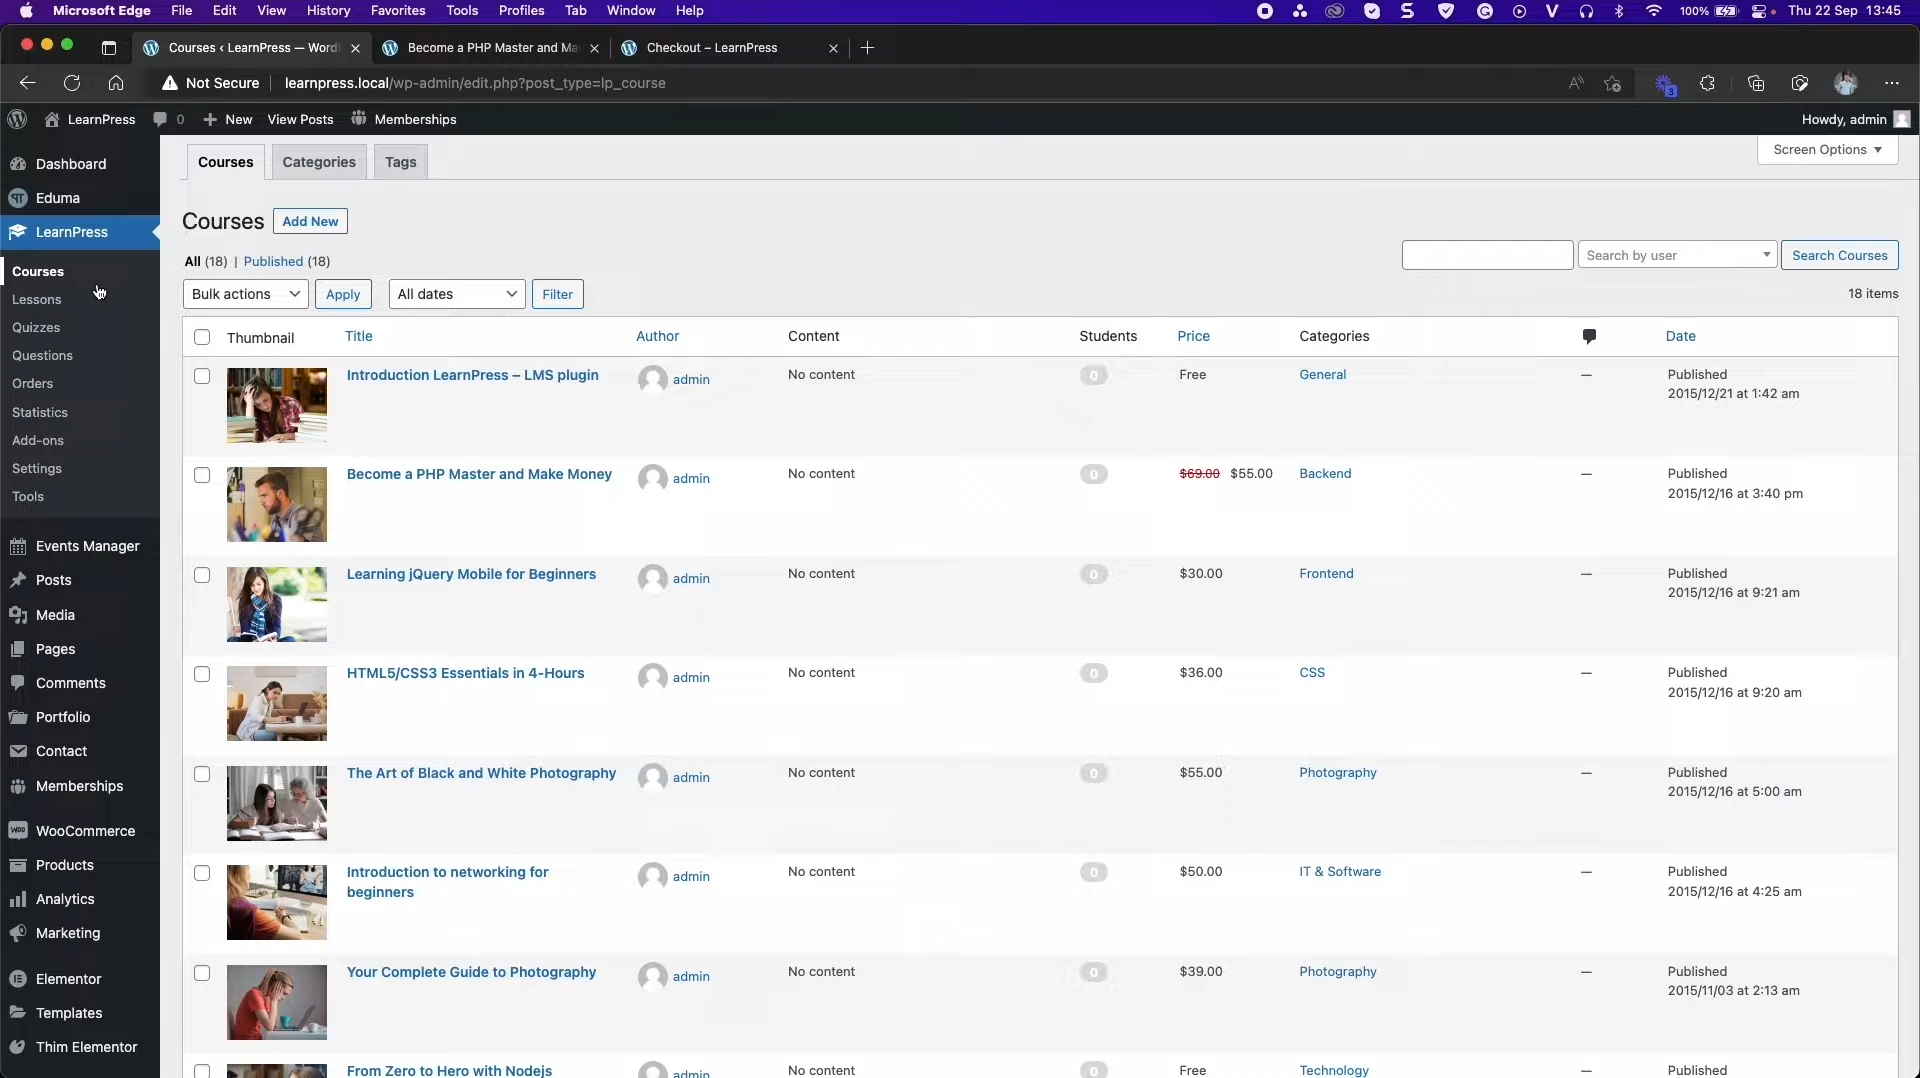 Microsoft Edge File Edit View History Favorites Tools Profiles Tab Window Help
100% Thu 22 Sep 13:45
Courses ‹ LearnPress — Word
Become a PHP Master and Ma
Checkout – LearnPress
Not Secure learnpress.local/wp-admin/edit.php?post_type=lp_course
3
LearnPress 0 New View Posts Memberships
Howdy, admin
Dashboard
Eduma
LearnPress
Courses
Lessons
Quizzes
Questions
Orders
Statistics
Add-ons
Settings
Tools
Events Manager
Posts
Media
Pages
Comments
Portfolio
Contact
Memberships
WooCommerce
Products
Analytics
Marketing
Elementor
Templates
Thim Elementor
Courses Categories Tags
Screen Options
Courses Add New
All (18) | Published (18)
Search by user Search Courses
Bulk actions Apply All dates Filter
18 items
Thumbnail Title Author Content Students Price Categories Date
Introduction LearnPress – LMS plugin admin No content 0 Free General — Published
2015/12/21 at 1:42 am
Become a PHP Master and Make Money admin No content 0 $69.00 $55.00 Backend — Published
2015/12/16 at 3:40 pm
Learning jQuery Mobile for Beginners admin No content 0 $30.00 Frontend — Published
2015/12/16 at 9:21 am
HTML5/CSS3 Essentials in 4-Hours admin No content 0 $36.00 CSS — Published
2015/12/16 at 9:20 am
The Art of Black and White Photography admin No content 0 $55.00 Photography — Published
2015/12/16 at 5:00 am
Introduction to networking for
beginners admin No content 0 $50.00 IT & Software — Published
2015/12/16 at 4:25 am
Your Complete Guide to Photography admin No content 0 $39.00 Photography — Published
2015/11/03 at 2:13 am
From Zero to Hero with Nodejs admin No content 0 Free Technology — Published